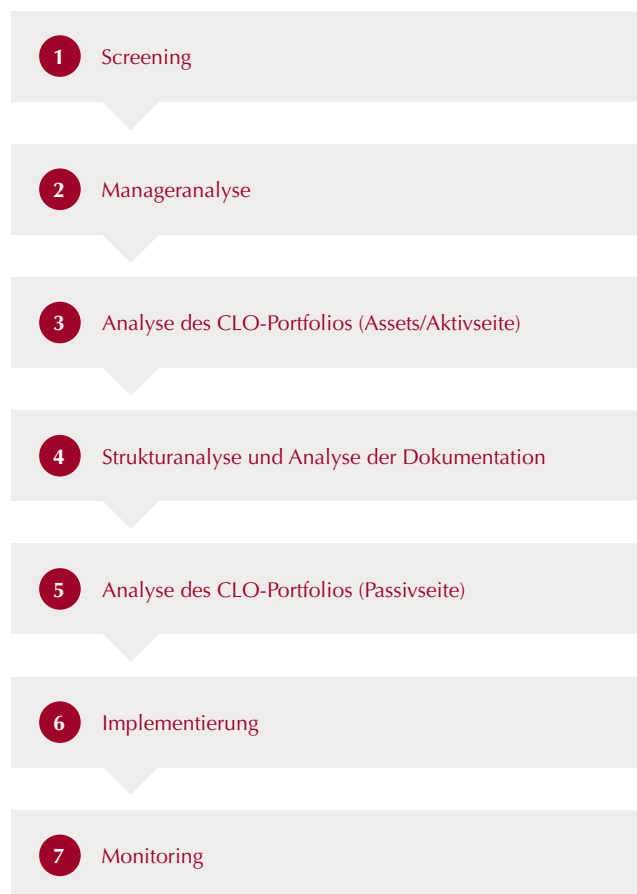 1 Screening
2 Manageranalyse
3 Analyse des CLO-Portfolios (Assets/Aktivseite)
4 Strukturanalyse und Analyse der Dokumentation
5 Analyse des CLO-Portfolios (Passivseite)
6 Implementierung
7 Monitoring